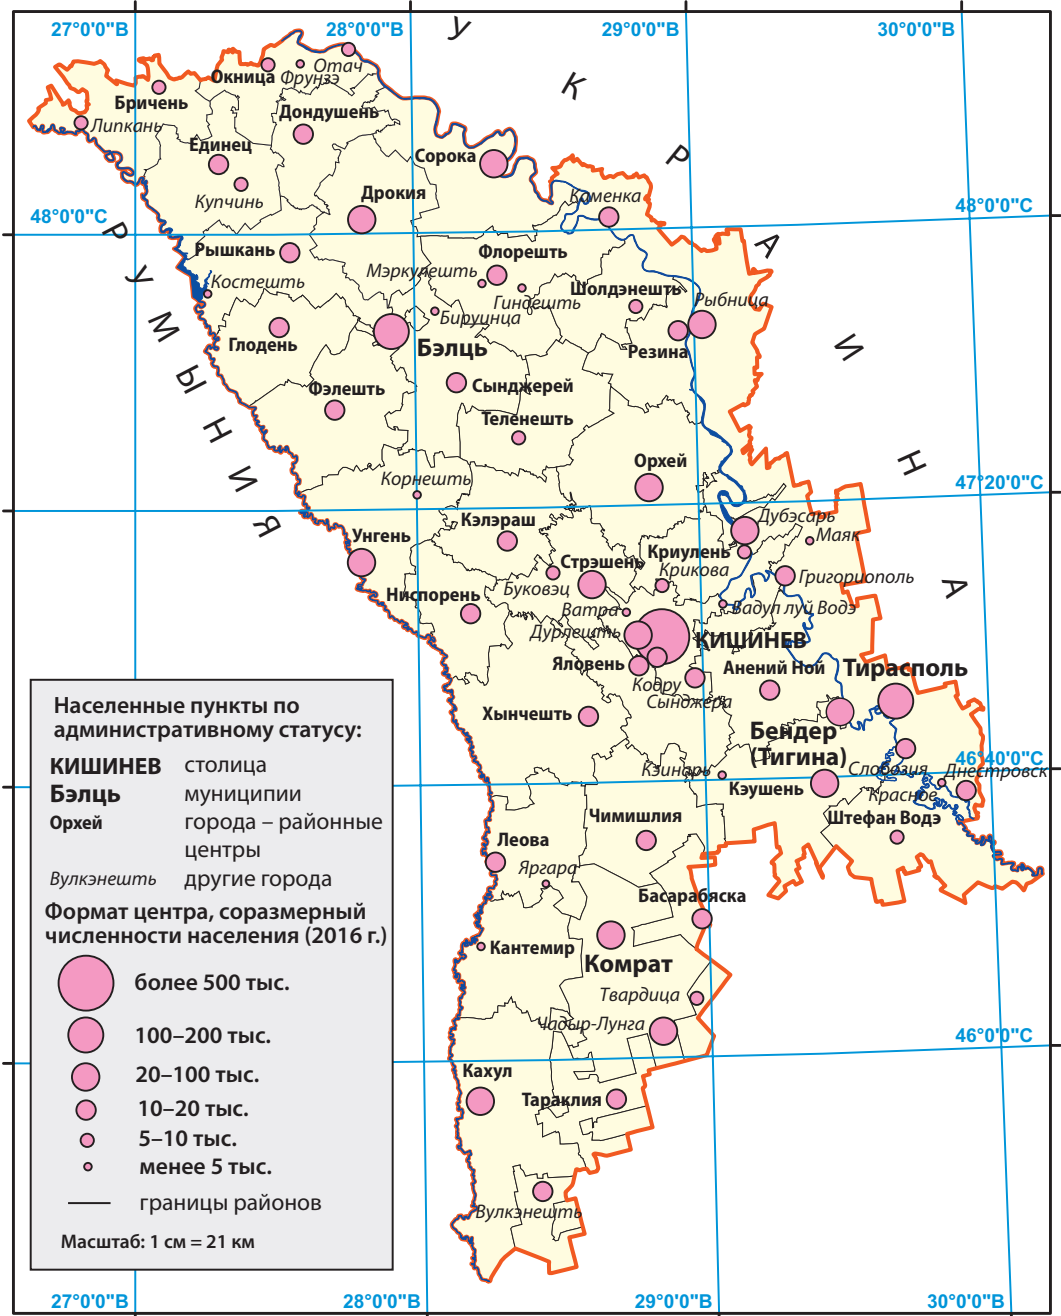 27°0'0"В
28°0'0"В
29°0'0"В
30°0'0"В
У К Р А И Н А
Отач
Окница
Фрунзэ
Бричень
Дондушень
Липкань
Единец
Сорока
Купчинь
Дрокия
Каменка
48°0'0"С
48°0'0"С
РУМЫНИЯ
Рышкань
Флорешть
Мэркулешть
Костешть
Гиндешть
Шолдэнешть
Рыбница
Бируинца
Глодень
Бэлць
Резина
Фэлешть
Сынджерей
Теленешть
Орхей
Корнешть
47°20'0"С
Кэлэраш
Дубэсарь
Унгень
Маяк
Криулень
Стрэшень
Крикова
Буковэц
Григориополь
Ниспорень
Ватра
Вадул луй Водэ
Дурлешть
КИШИНЕВ
Яловень
Анений Ной
Тирасполь
Кодру
Сынджера
Хынчешть
Бендер
(Тигина)
46°40'0"С
Кэинарь
Слобозия
Днестровск
Кэушень
Красное
Чимишлия
Штефан Водэ
Леова
Яргара
Басарабяска
Кантемир
Комрат
Твардица
Чадыр-Лунга
46°0'0"С
Кахул
Тараклия
Вулкэнешть
Населенные пункты по
административному статусу:
КИШИНЕВ столица
Бэлць муниципии
Орхей города – районные
центры
Вулкэнешть другие города
Формат центра, соразмерный
численности населения (2016 г.)
более 500 тыс.
100–200 тыс.
20–100 тыс.
10–20 тыс.
5–10 тыс.
менее 5 тыс.
границы районов
Масштаб: 1 см = 21 км
27°0'0"В
28°0'0"В
29°0'0"В
30°0'0"В